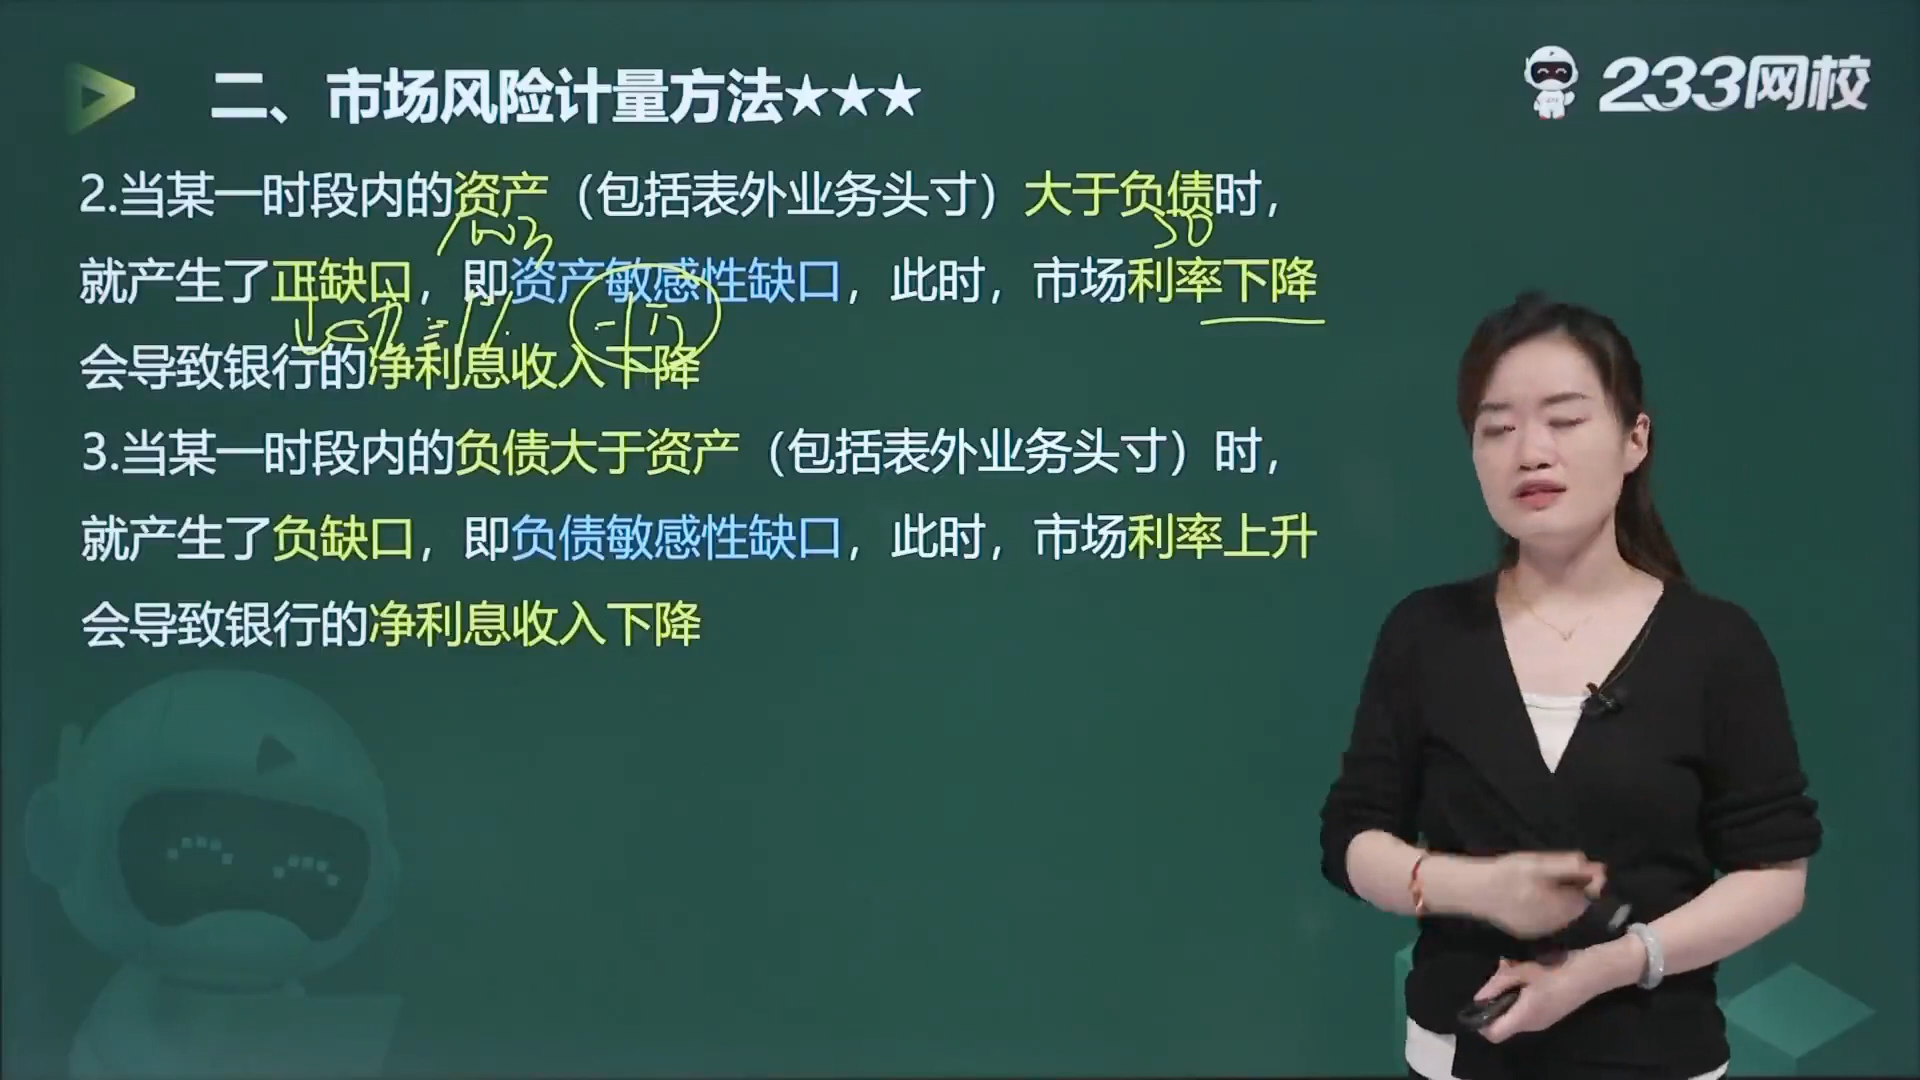 二、市场风险计量方法★★★
233网校
2.当某一时段内的资产（包括表外业务头寸）大于负债时，
50
就产生了正缺口，即资产敏感性缺口，此时，市场利率下降
会导致银行的净利息收入下降
3.当某一时段内的负债大于资产（包括表外业务头寸）时，
就产生了负缺口，即负债敏感性缺口，此时，市场利率上升
会导致银行的净利息收入下降